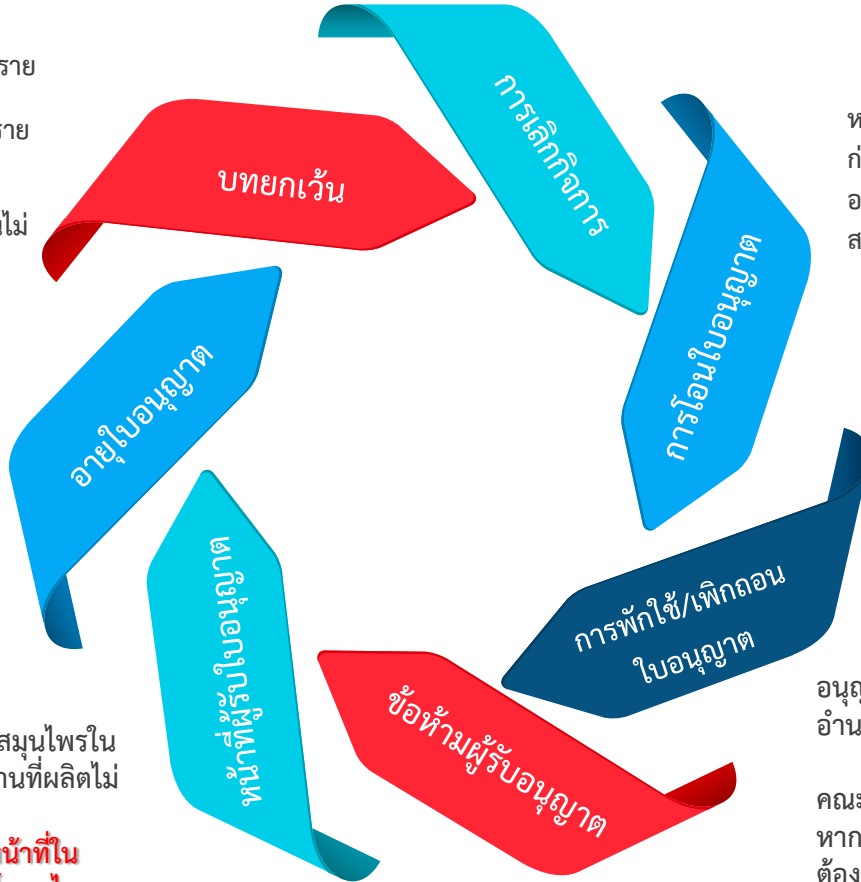 ราย
ราย
ไม่
บทยกเว้น
การเลิกกิจการ
การโอนใบอนุญาต
การพักใช้/เพิกถอน
ใบอนุญาต
ข้อห้ามผู้รับอนุญาต
หน้าที่ผู้รับใบอนุญาต
อายุใบอนุญาต
สมุนไพรใน
านที่ผลิตไม่
น้าที่ใน
ห
ก่
อ
ส
อนุญ
อำน
คณะ
หาก
ต้อง